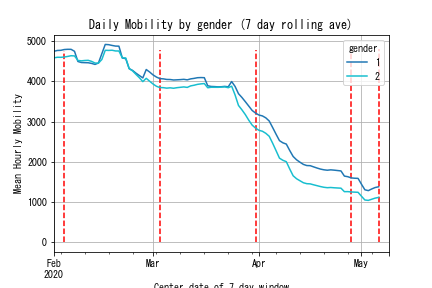 Daily Mobility by gender (7 day rolling ave)
5000
4000
3000
2000
1000
0
Mean Hourly Mobility
gender
1
2
Feb
2020
Mar
Apr
May
Center date of 7 day window